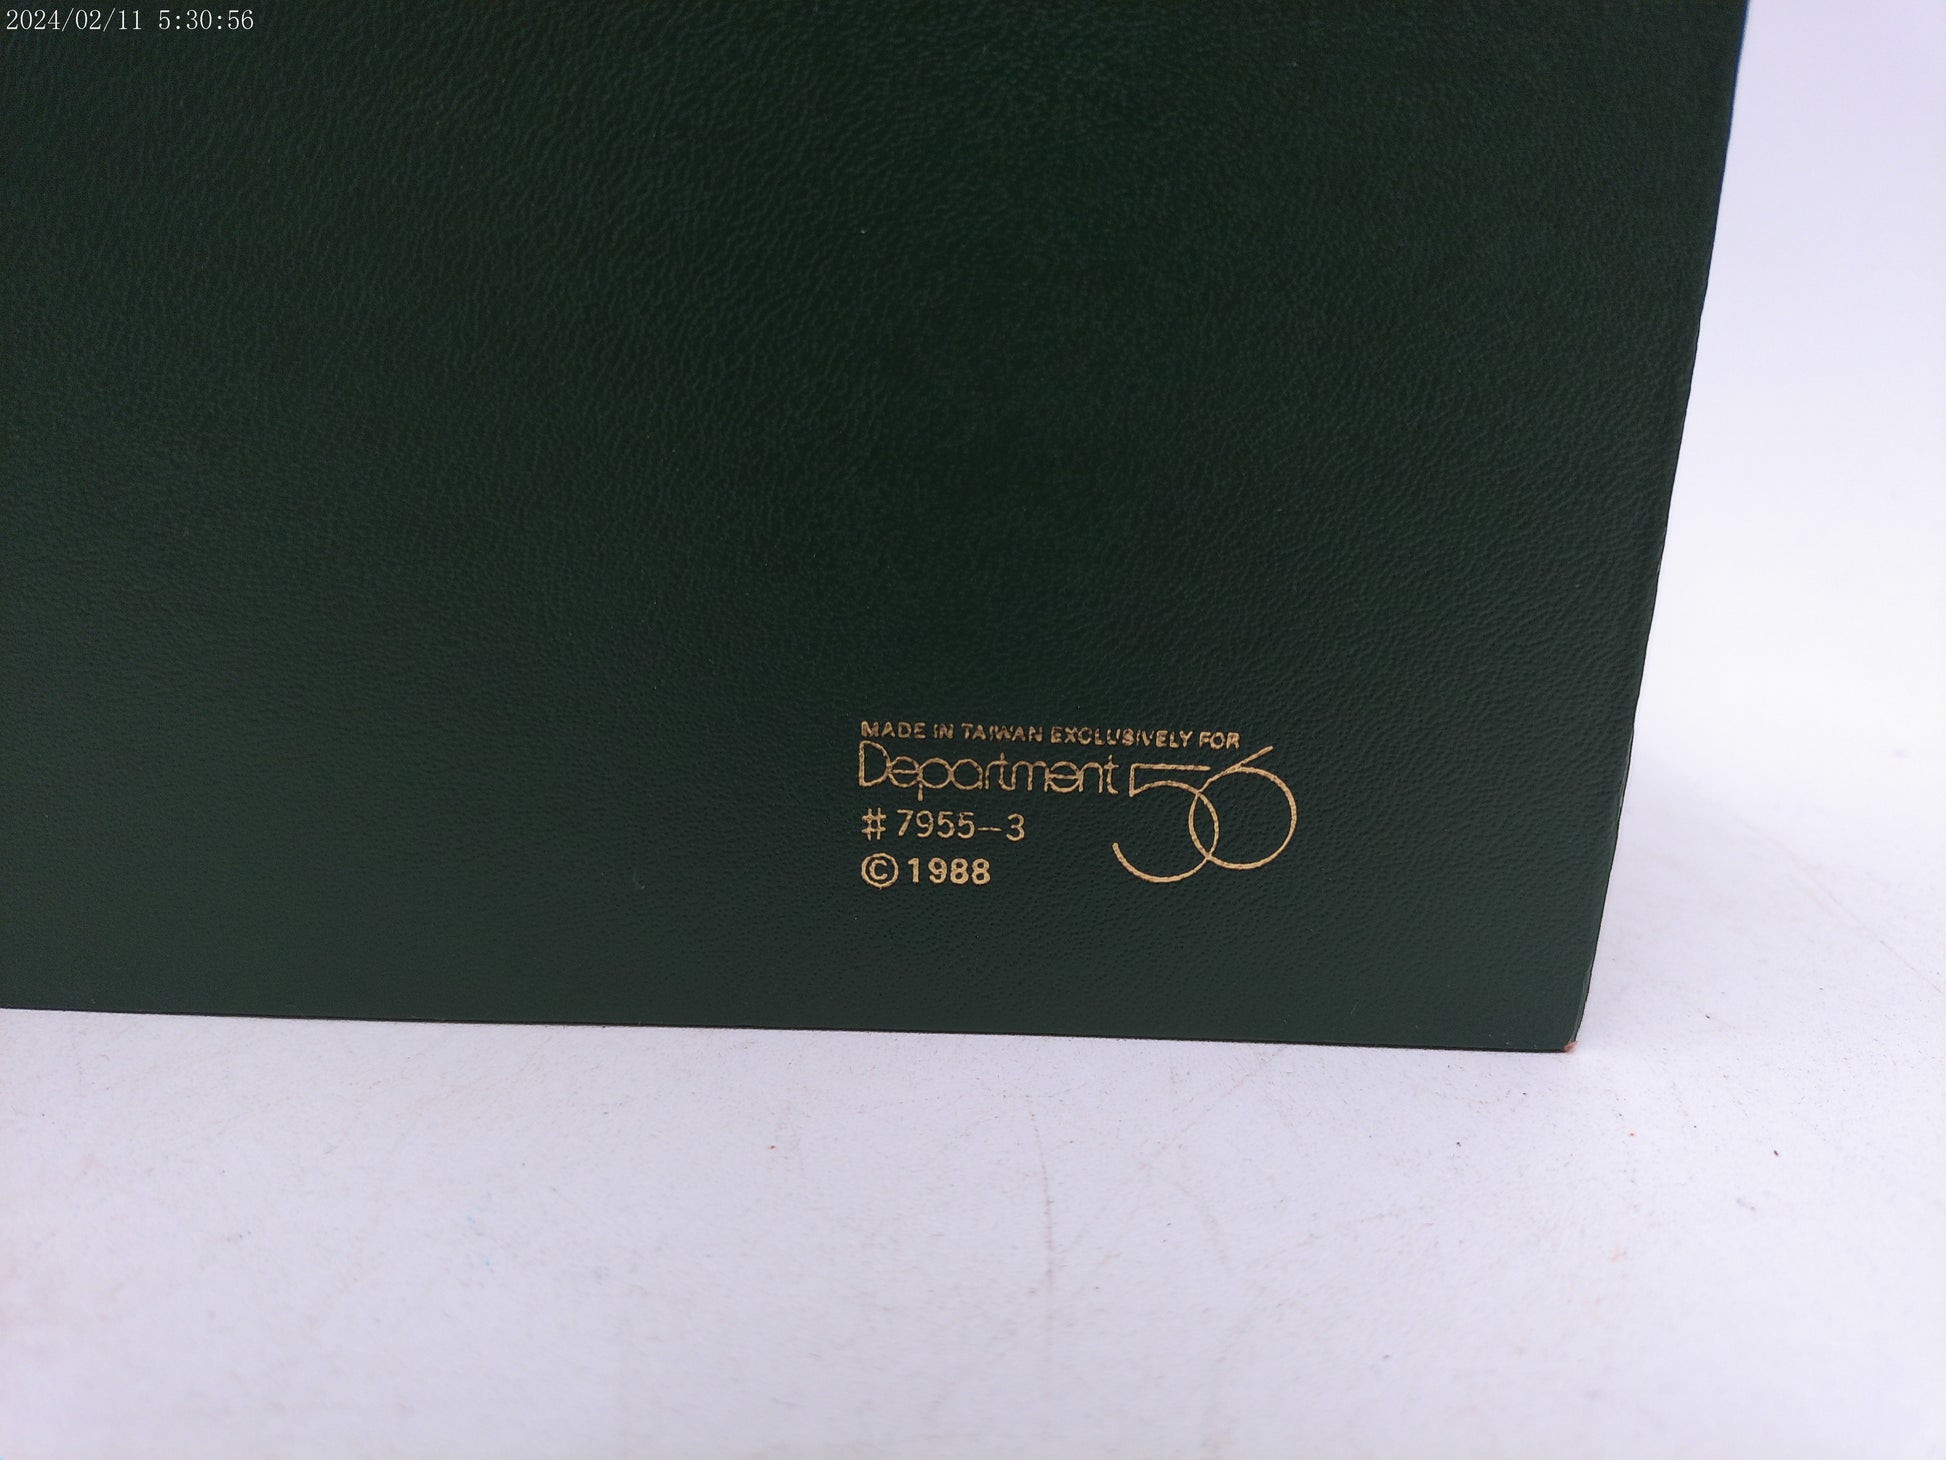 2024/02/11 5:30:56
MADE IN TAIWAN EXCLUSIVELY FOR
Department 56
# 7955-3
©1988